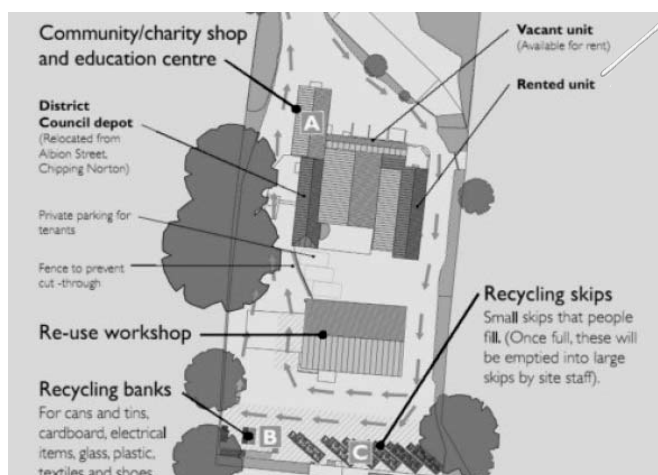 Community/charity shop
and education centre
Vacant unit
(Available for rent)
Rented unit
District
Council depot
(Relocated from
Albion Street,
Chipping Norton)
A
Private parking for
tenants
Fence to prevent
cut -through
Re-use workshop
Recycling skips
Small skips that people
fill. (Once full, these will
be emptied into large
skips by site staff).
Recycling banks
For cans and tins,
cardboard, electrical
items, glass, plastic,
textiles and shoes
B
C